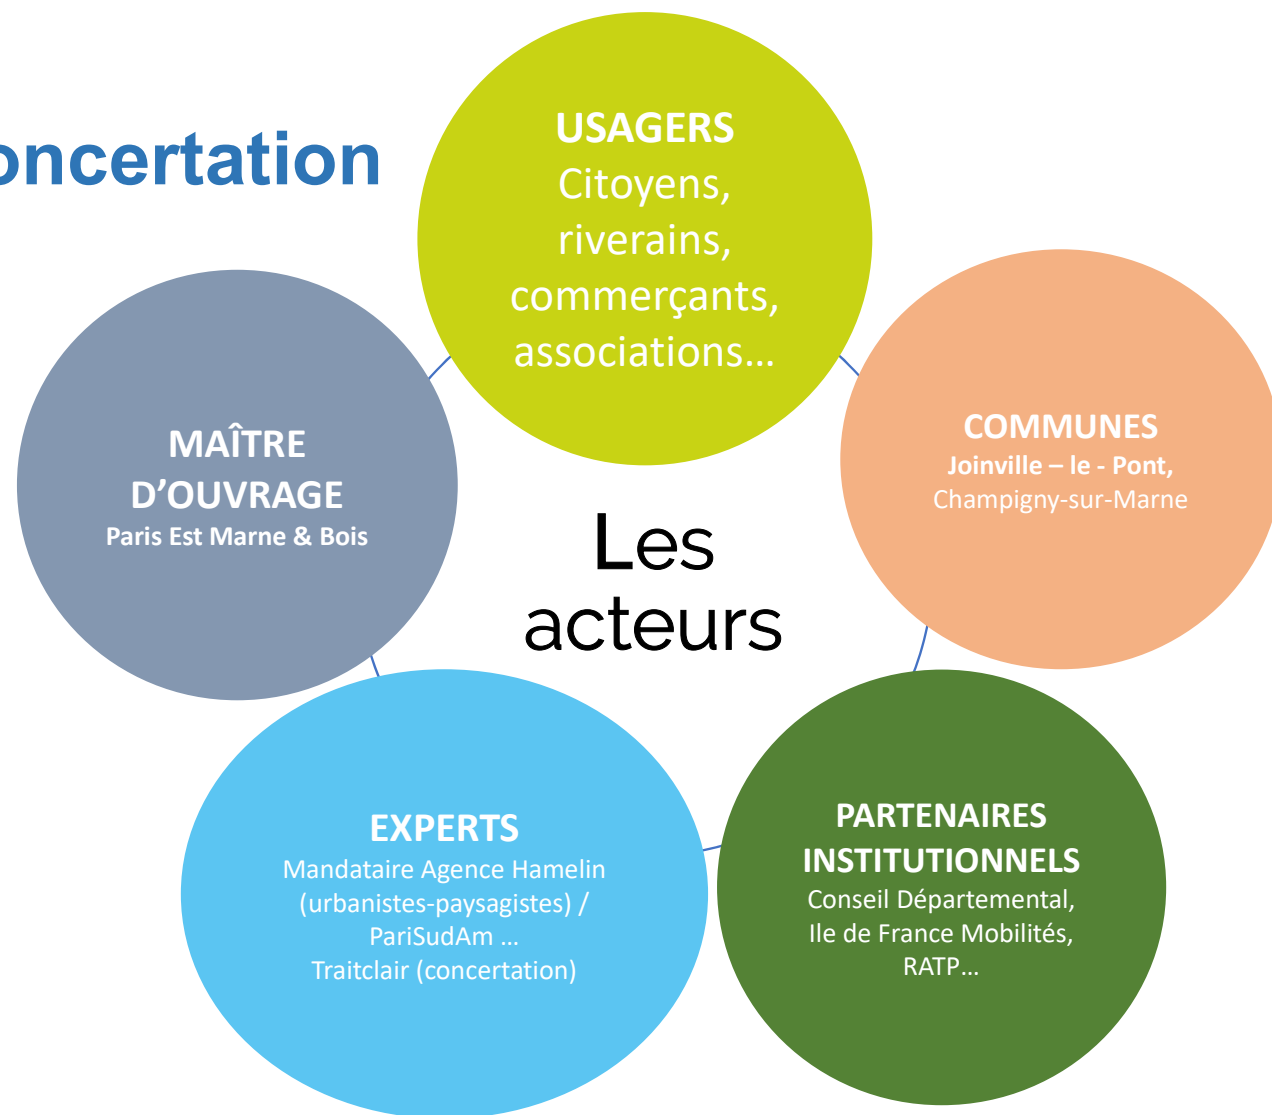 oncertation
USAGERS
Citoyens,
riverains,
commerçants,
associations...
MAÎTRE
D’OUVRAGE
Paris Est Marne & Bois
COMMUNES
Joinville – le - Pont,
Champigny-sur-Marne
Les
acteurs
EXPERTS
Mandataire Agence Hamelin
(urbanistes-paysagistes) /
PariSudAm ...
Traitclair (concertation)
PARTENAIRES
INSTITUTIONNELS
Conseil Départemental,
Ile de France Mobilités,
RATP...